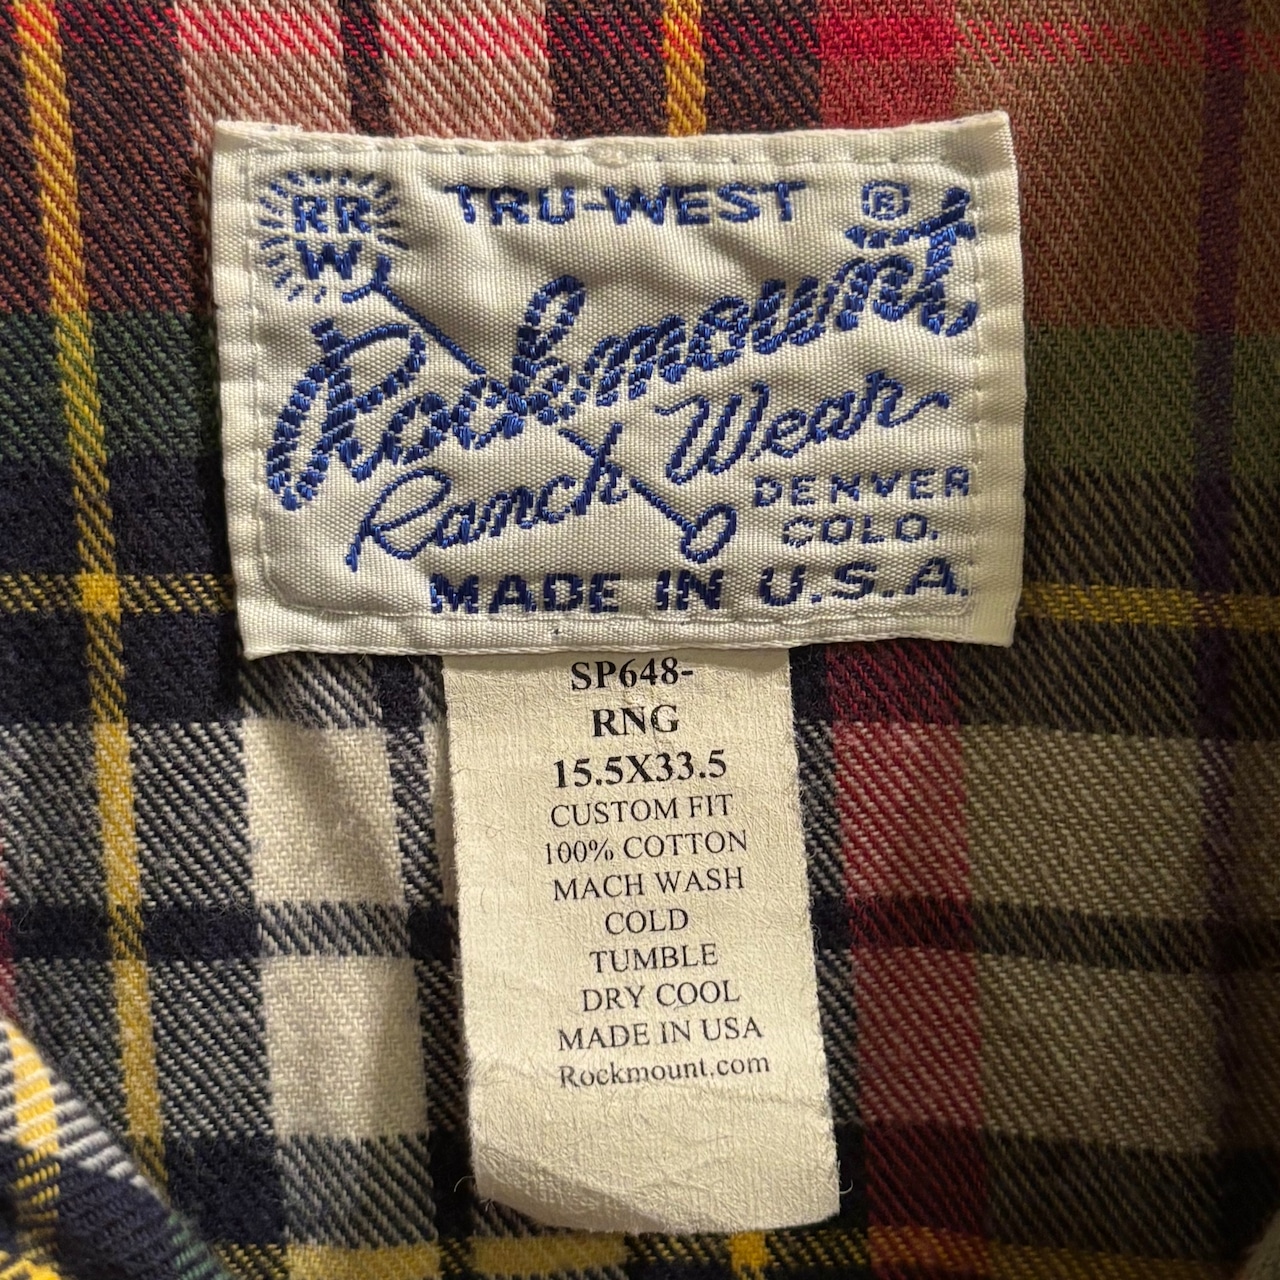 RR
W
TRU-WEST ®
Rockmount
Ranch Wear
DENVER
COLO.
MADE IN U.S.A.
SP648-
RNG
15.5X33.5
CUSTOM FIT
100% COTTON
MACH WASH
COLD
TUMBLE
DRY COOL
MADE IN USA
Rockmount.com